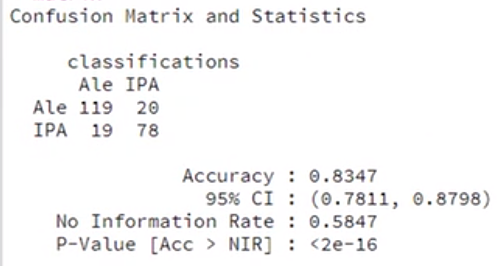 Confusion Matrix and Statistics
classifications
Ale IPA
Ale 119 20
IPA 19 78
Accuracy : 0.8347
95% CI : (0.7811, 0.8798)
No Information Rate : 0.5847
P-Value [Acc > NIR] : <2e-16